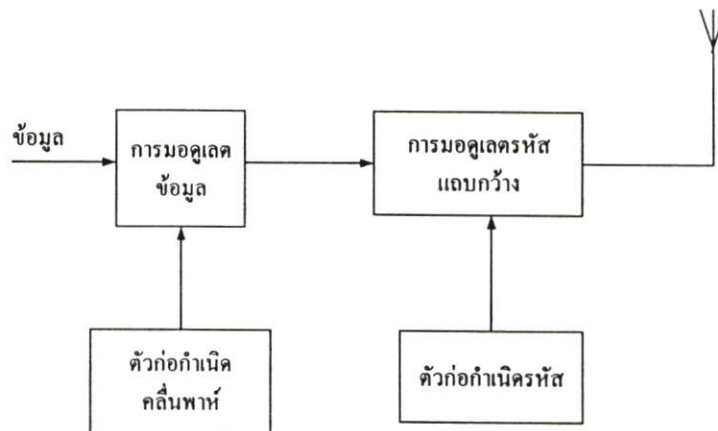 ข้อมูล
การมอดูเลต
ข้อมูล
การมอดูเลตรหัส
แถบกว้าง
ตัวก่อกำเนิด
คลื่นพาห์
ตัวก่อกำเนิดรหัส